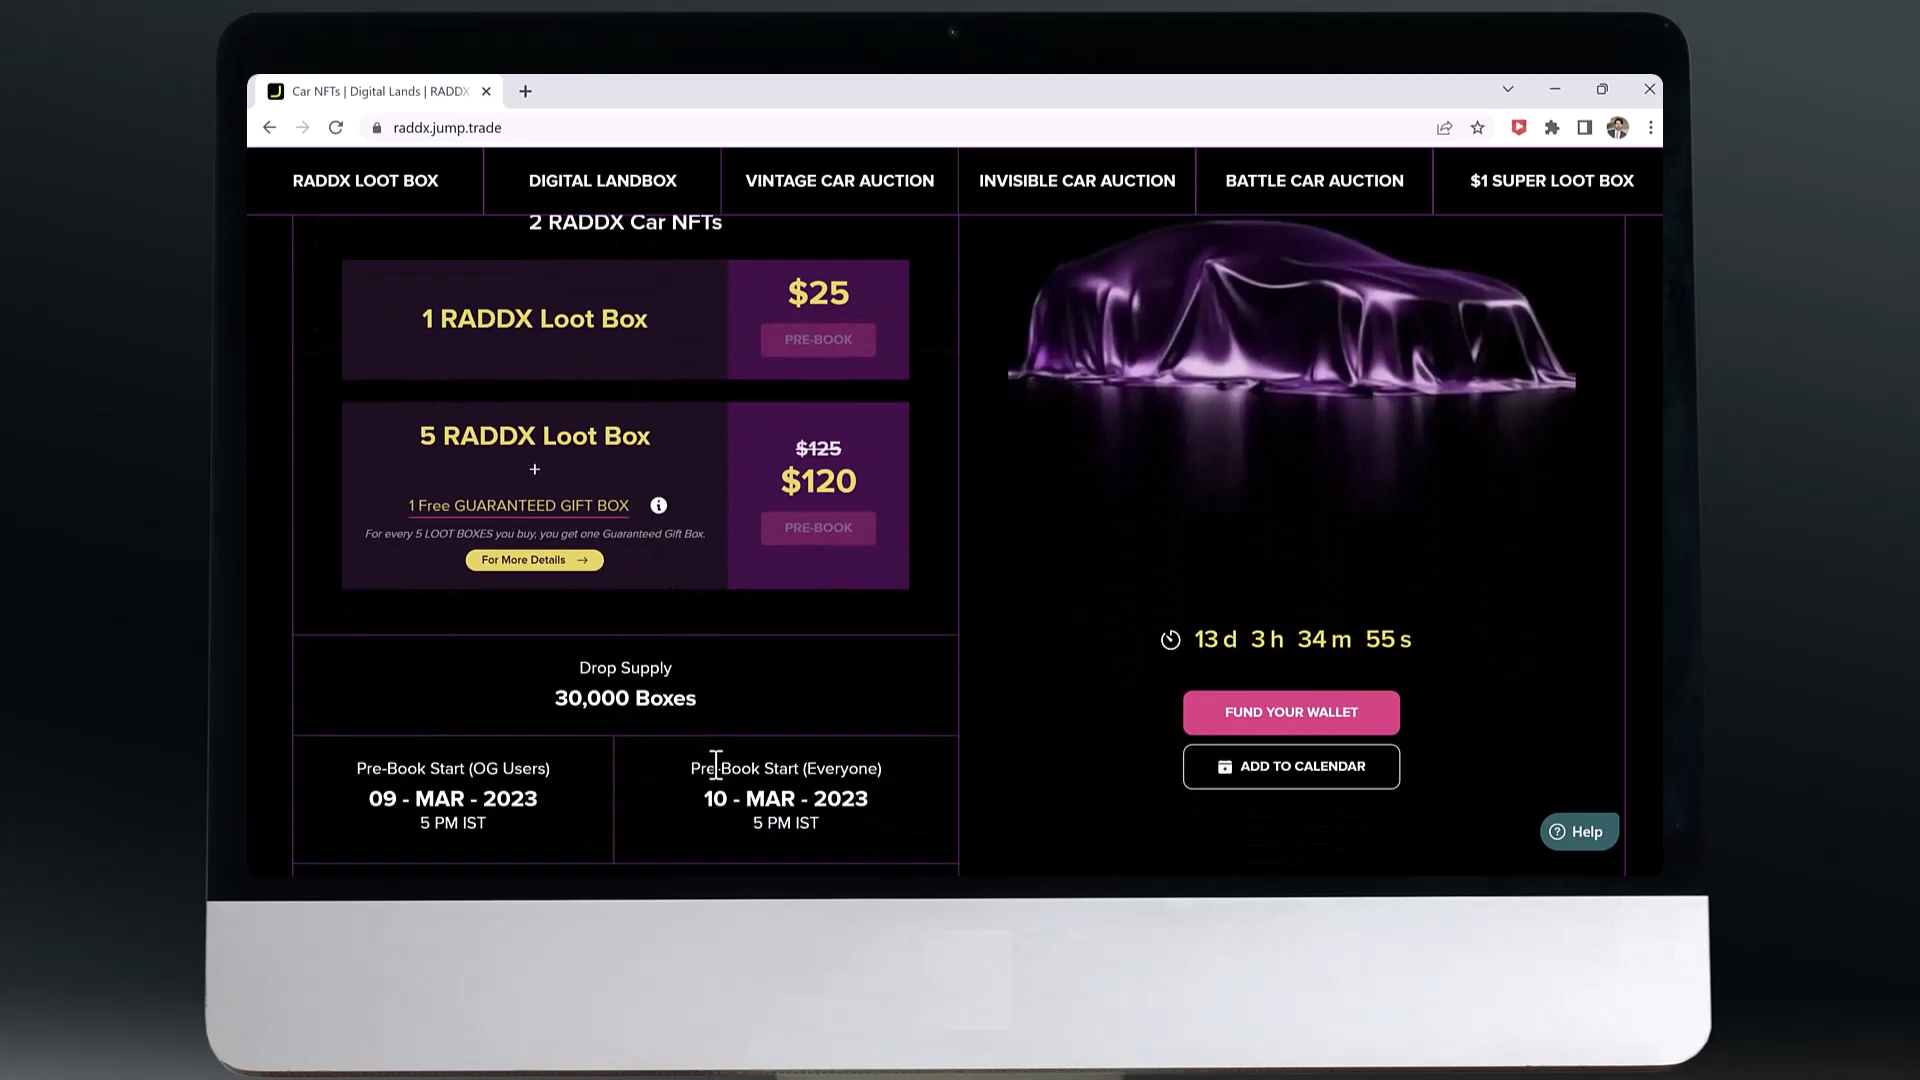 Car NFTs | Digital Lands | RADDX
raddx.jump.trade
RADDX LOOT BOX
DIGITAL LANDBOX
VINTAGE CAR AUCTION
INVISIBLE CAR AUCTION
BATTLE CAR AUCTION
$1 SUPER LOOT BOX
2 RADDX Car NFTs
1 RADDX Loot Box
$25
PRE-BOOK
5 RADDX Loot Box
+
1 Free GUARANTEED GIFT BOX
For every 5 LOOT BOXES you buy, you get one Guaranteed Gift Box.
For More Details →
$125
$120
PRE-BOOK
Drop Supply
30,000 Boxes
Pre-Book Start (OG Users)
09 - MAR - 2023
5 PM IST
Pre-Book Start (Everyone)
10 - MAR - 2023
5 PM IST
13 d 3 h 34 m 55 s
FUND YOUR WALLET
ADD TO CALENDAR
Help